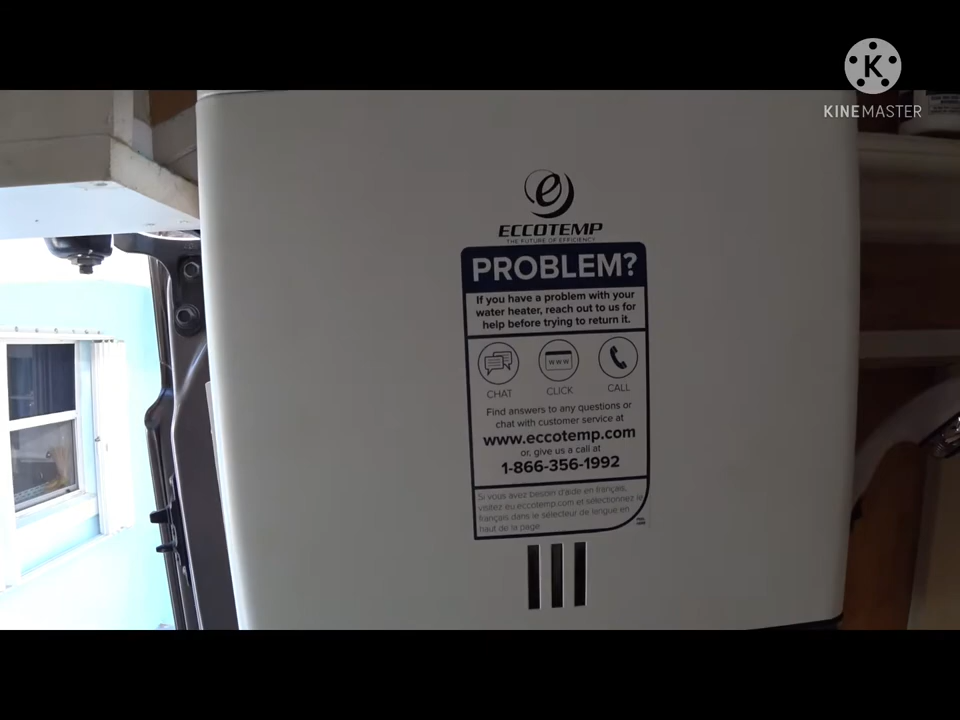 K
KINEMASTER
e
ECCOTEMP
THE FUTURE OF EFFICIENCY
PROBLEM?
If you have a problem with your
water heater, reach out to us for
help before trying to return it.
www
CHAT CLICK CALL
Find answers to any questions or
chat with customer service at
www.eccotemp.com
or, give us a call at
1-866-356-1992
Si vous avez besoin d'aide en français,
visitez eu.eccotemp.com et sélectionnez le
français dans le sélecteur de langue en
haut de la page